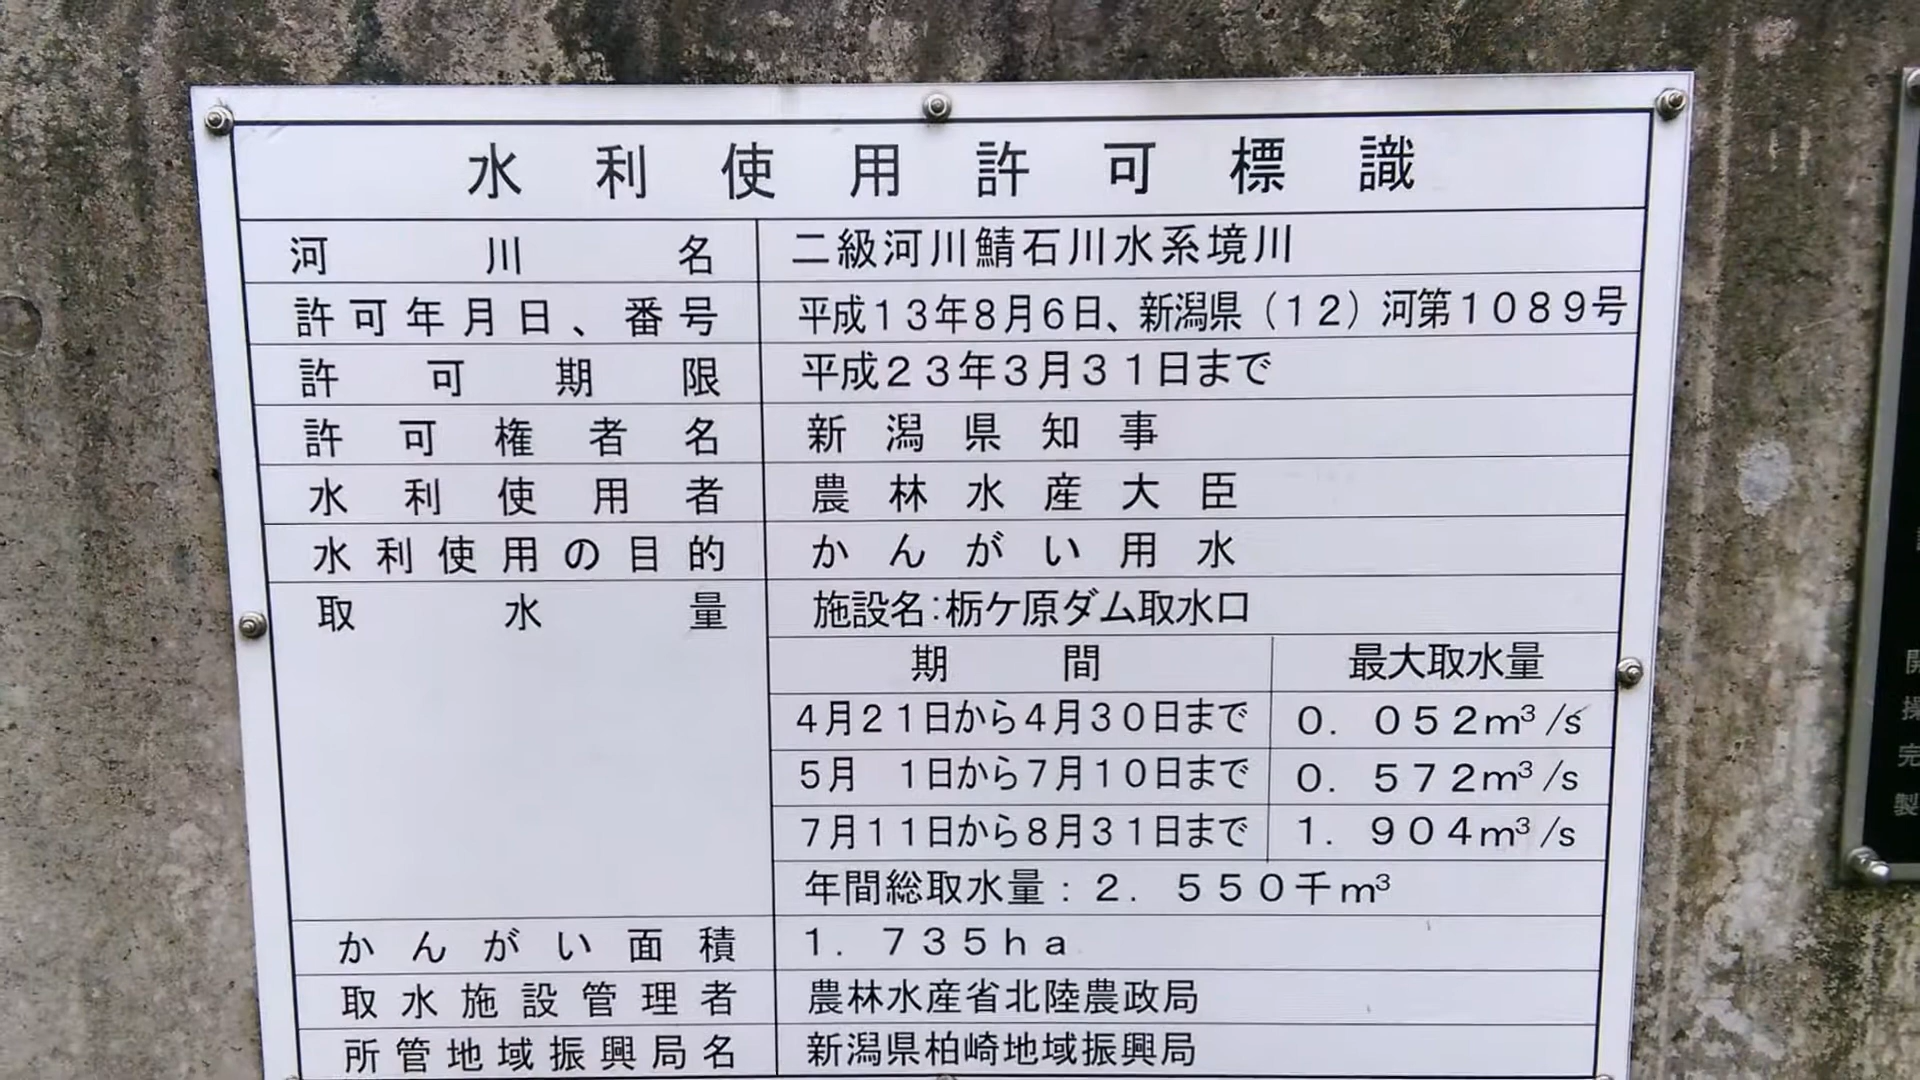 水利使用許可標識
河川名 二級河川鯖石川水系境川
許可年月日、番号 平成13年8月6日、新潟県(12)河第1089号
許可期限 平成23年3月31日まで
許可権者名 新潟県知事
水利使用者 農林水産大臣
水利使用の目的 かんがい用水
取水量 施設名:栃ケ原ダム取水口
期間 最大取水量
4月21日から4月30日まで 0.052m³/s
5月 1日から7月10日まで 0.572m³/s
7月11日から8月31日まで 1.904m³/s
年間総取水量:2.550千m³
かんがい面積 1.735ha
取水施設管理者 農林水産省北陸農政局
所管地域振興局名 新潟県柏崎地域振興局
開
操
完
製